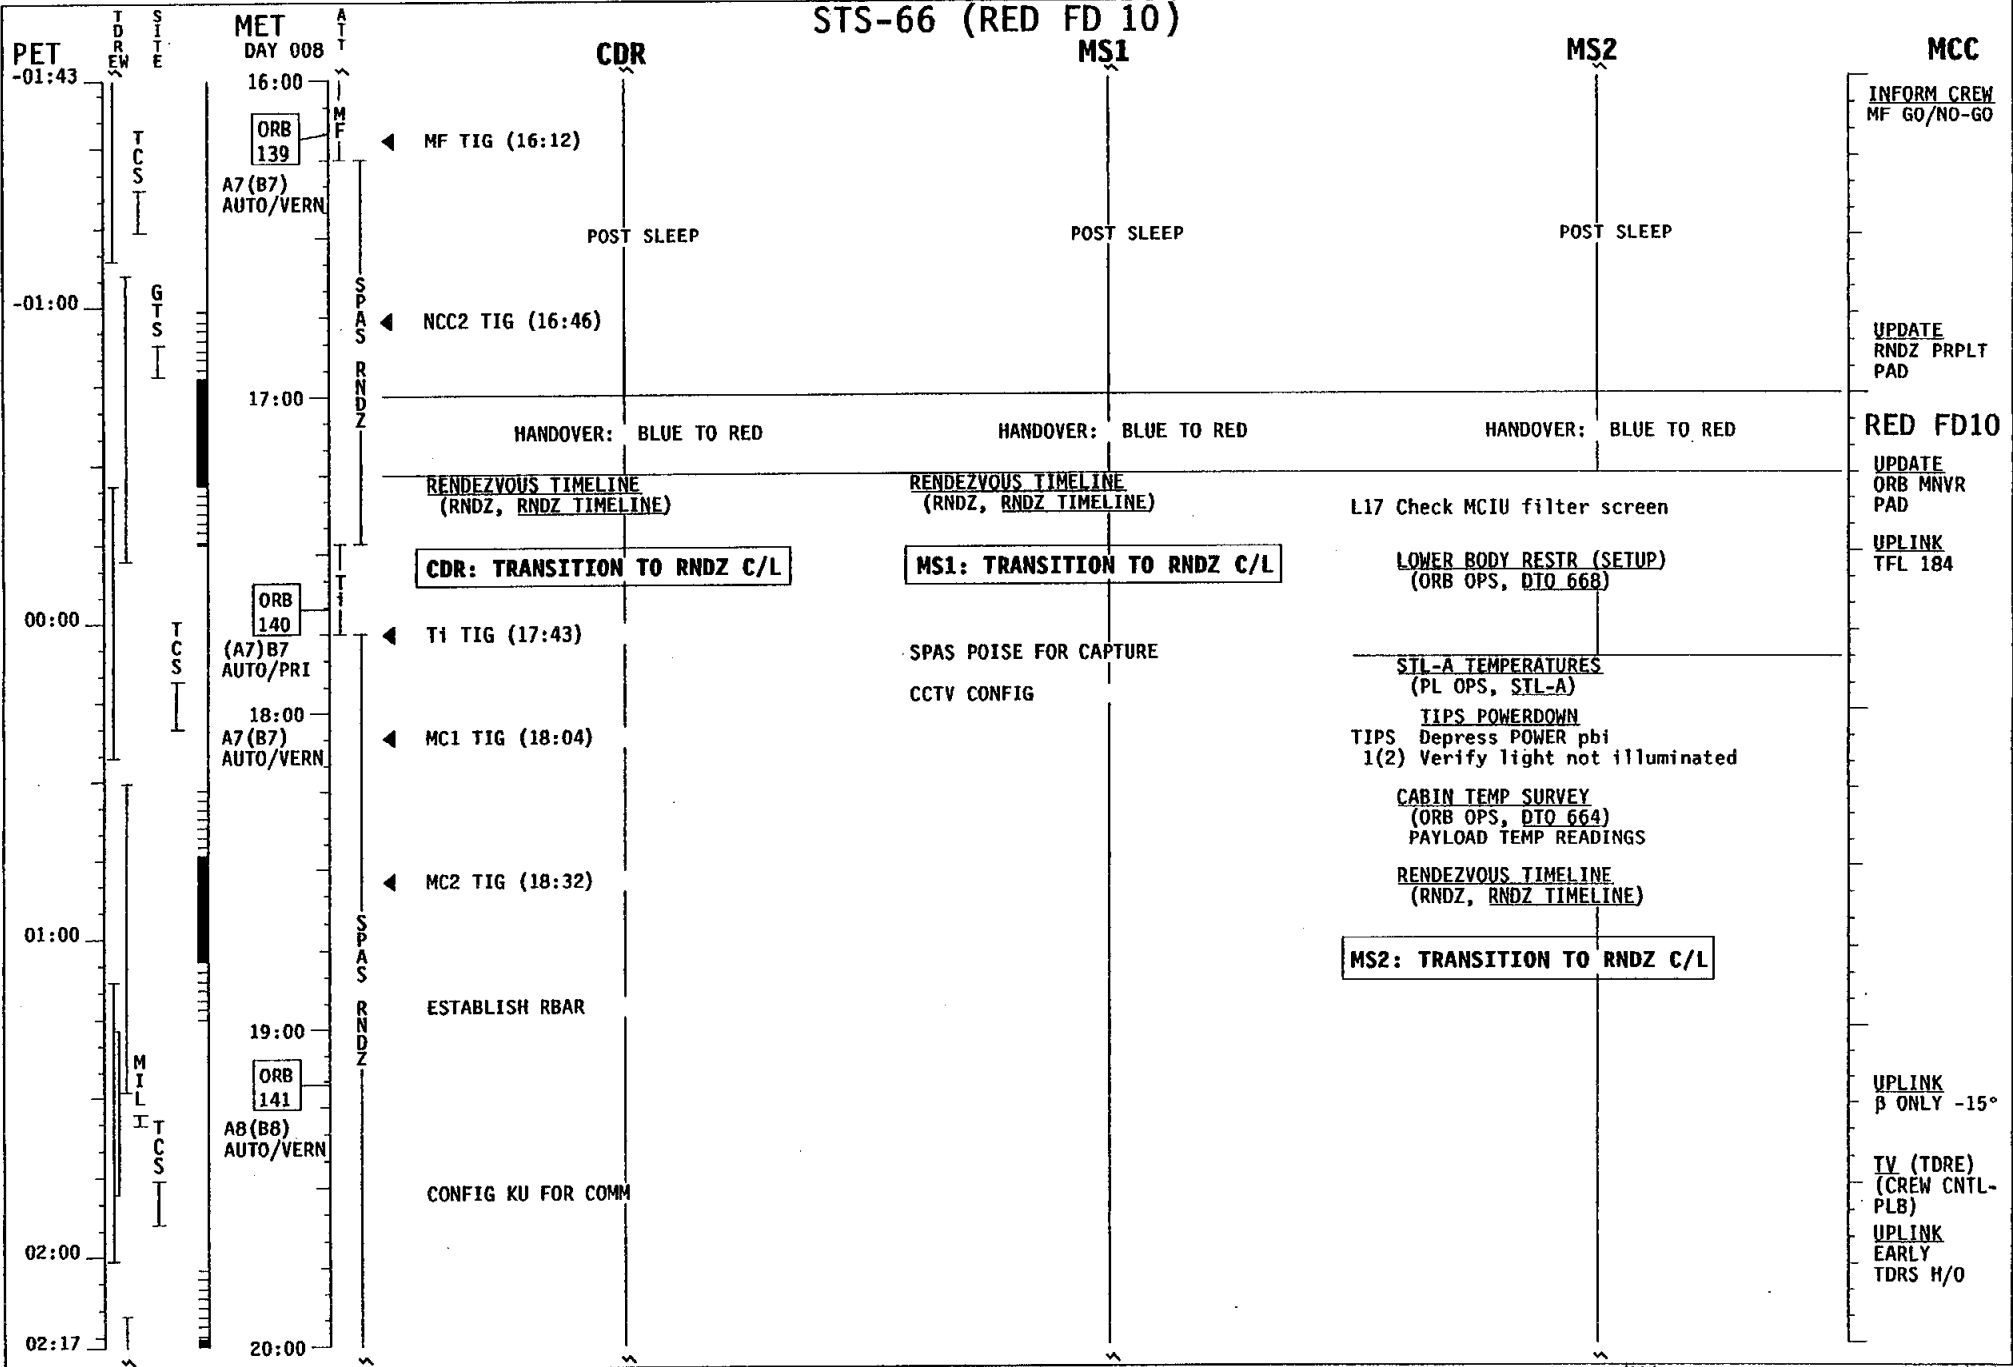 STS-66 (RED FD 10)
PET
TDRE W
SITE
MET
DAY 008
ATT
CDR
MS1
MS2
MCC
-01:43
-01:00
00:00
01:00
02:00
02:17
TCS
GTS
TCS
MIL
TCS
16:00
ORB
139
A7(B7)
AUTO/VERN
17:00
ORB
140
(A7)B7
AUTO/PRI
18:00
A7(B7)
AUTO/VERN
19:00
ORB
141
A8(B8)
AUTO/VERN
20:00
MF
SPAS RNDZ
Ti
SPAS RNDZ
MF TIG (16:12)
POST SLEEP
NCC2 TIG (16:46)
HANDOVER: BLUE TO RED
RENDEZVOUS TIMELINE
(RNDZ, RNDZ TIMELINE)
CDR: TRANSITION TO RNDZ C/L
Ti TIG (17:43)
MC1 TIG (18:04)
MC2 TIG (18:32)
ESTABLISH RBAR
CONFIG KU FOR COMM
POST SLEEP
HANDOVER: BLUE TO RED
RENDEZVOUS TIMELINE
(RNDZ, RNDZ TIMELINE)
MS1: TRANSITION TO RNDZ C/L
SPAS POISE FOR CAPTURE
CCTV CONFIG
POST SLEEP
HANDOVER: BLUE TO RED
L17 Check MCIU filter screen
LOWER BODY RESTR (SETUP)
(ORB OPS, DTO 668)
STL-A TEMPERATURES
(PL OPS, STL-A)
TIPS POWERDOWN
TIPS Depress POWER pbi
1(2) Verify light not illuminated
CABIN TEMP SURVEY
(ORB OPS, DTO 664)
PAYLOAD TEMP READINGS
RENDEZVOUS TIMELINE
(RNDZ, RNDZ TIMELINE)
MS2: TRANSITION TO RNDZ C/L
INFORM CREW
MF GO/NO-GO
UPDATE
RNDZ PRPLT
PAD
RED FD10
UPDATE
ORB MNVR
PAD
UPLINK
TFL 184
UPLINK
β ONLY -15°
TV (TDRE)
(CREW CNTL-
PLB)
UPLINK
EARLY
TDRS H/O